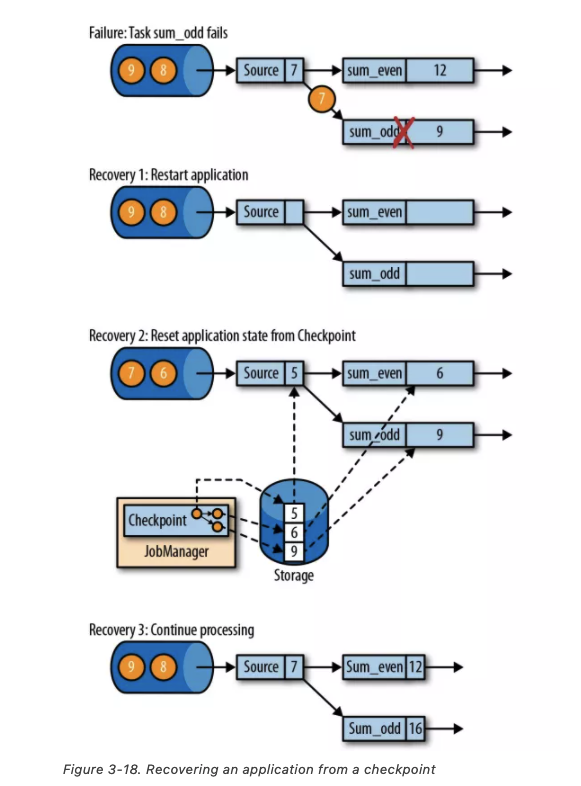 Failure: Task sum_odd fails
9 8 Source 7 sum_even 12
7
sum_odd 9
Recovery 1: Restart application
9 8 Source sum_even
sum_odd
Recovery 2: Reset application state from Checkpoint
7 6 Source 5 sum_even 6
sum_odd 9
Checkpoint
JobManager
5
6
9
Storage
Recovery 3: Continue processing
9 8 Source 7 Sum_even 12
Sum_odd 16
Figure 3-18. Recovering an application from a checkpoint